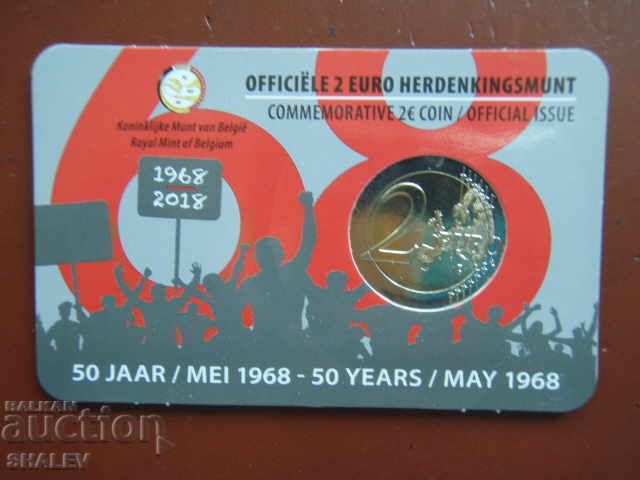 OFFICIËLE 2 EURO HERDENKINGSMUNT
COMMEMORATIVE 2€ COIN / OFFICIAL ISSUE
Koninklijke Munt van België
Royal Mint of Belgium
68
1968
2018
2
50 JAAR / MEI 1968 - 50 YEARS / MAY 1968
BALKAN
auction
SHALEV